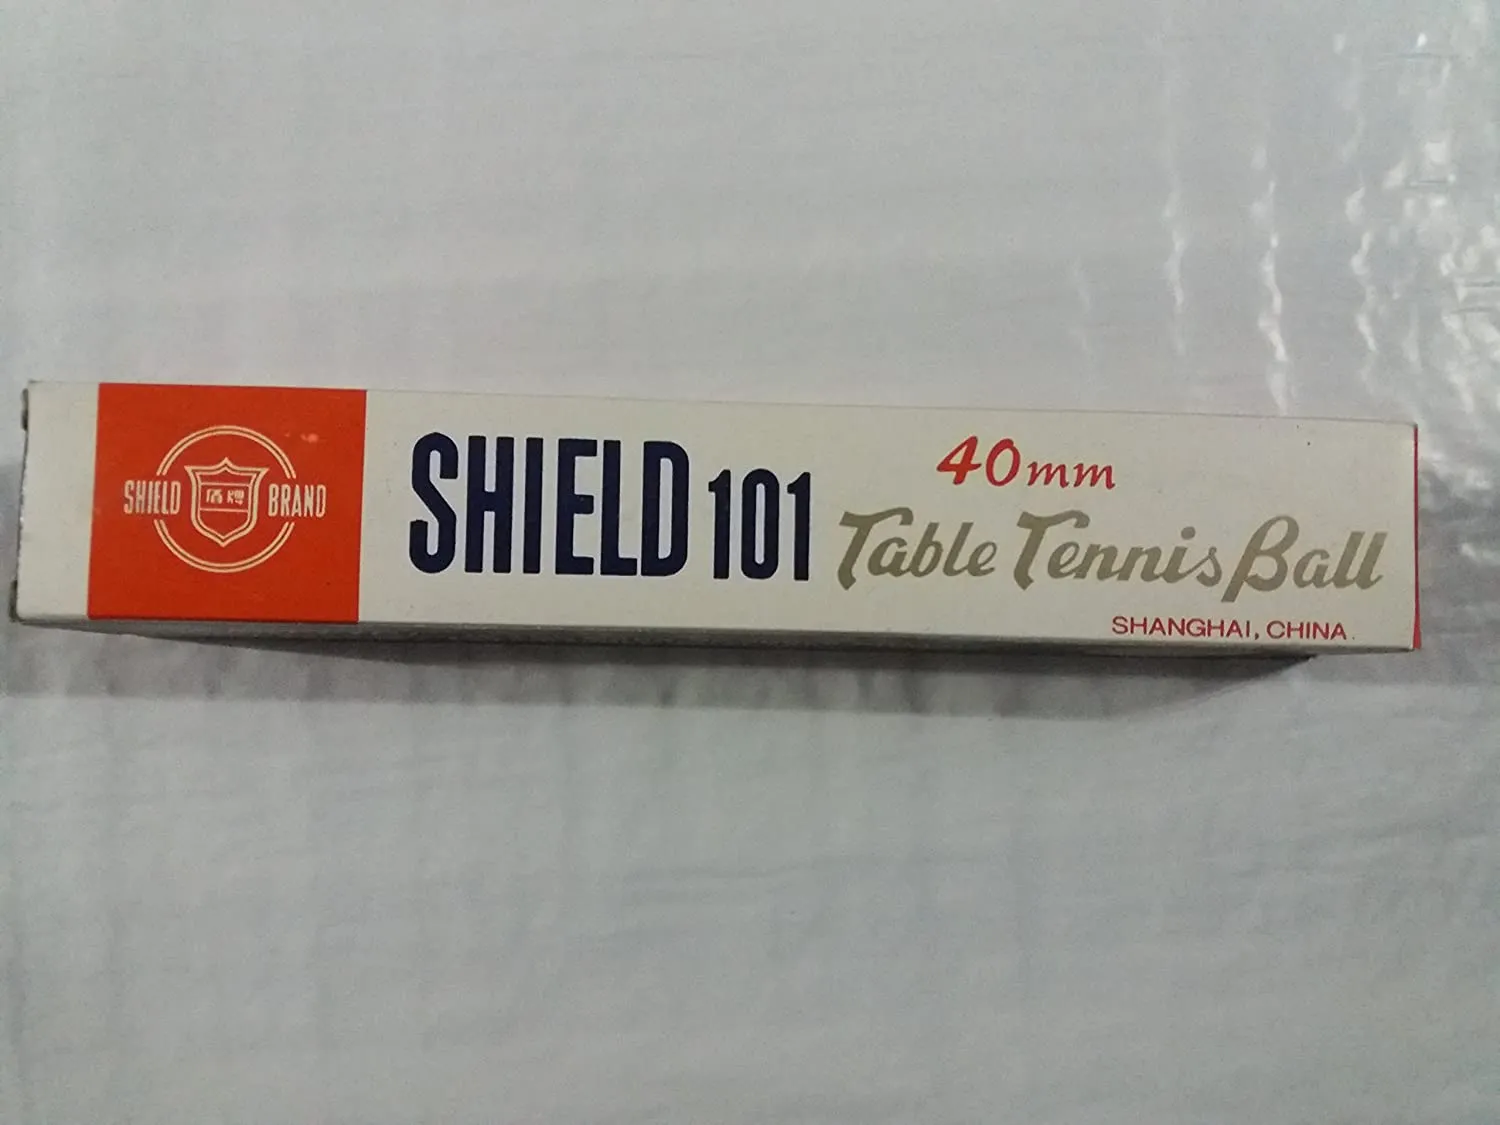 SHIELD 盾牌 BRAND
SHIELD 101
40mm
Table Tennis Ball
SHANGHAI, CHINA.